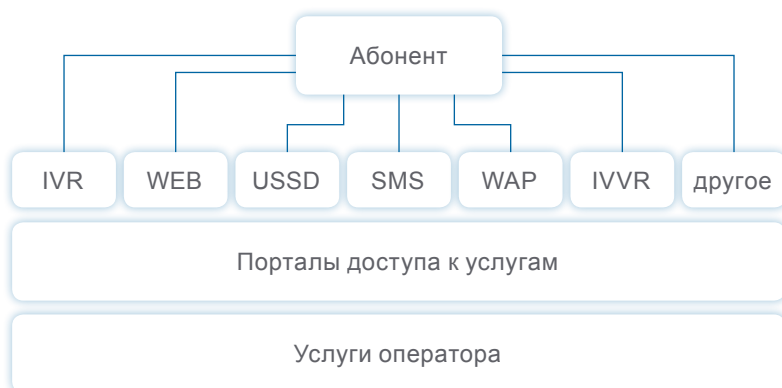 Абонент
IVR
WEB
USSD
SMS
WAP
IVVR
другое
Порталы доступа к услугам
Услуги оператора